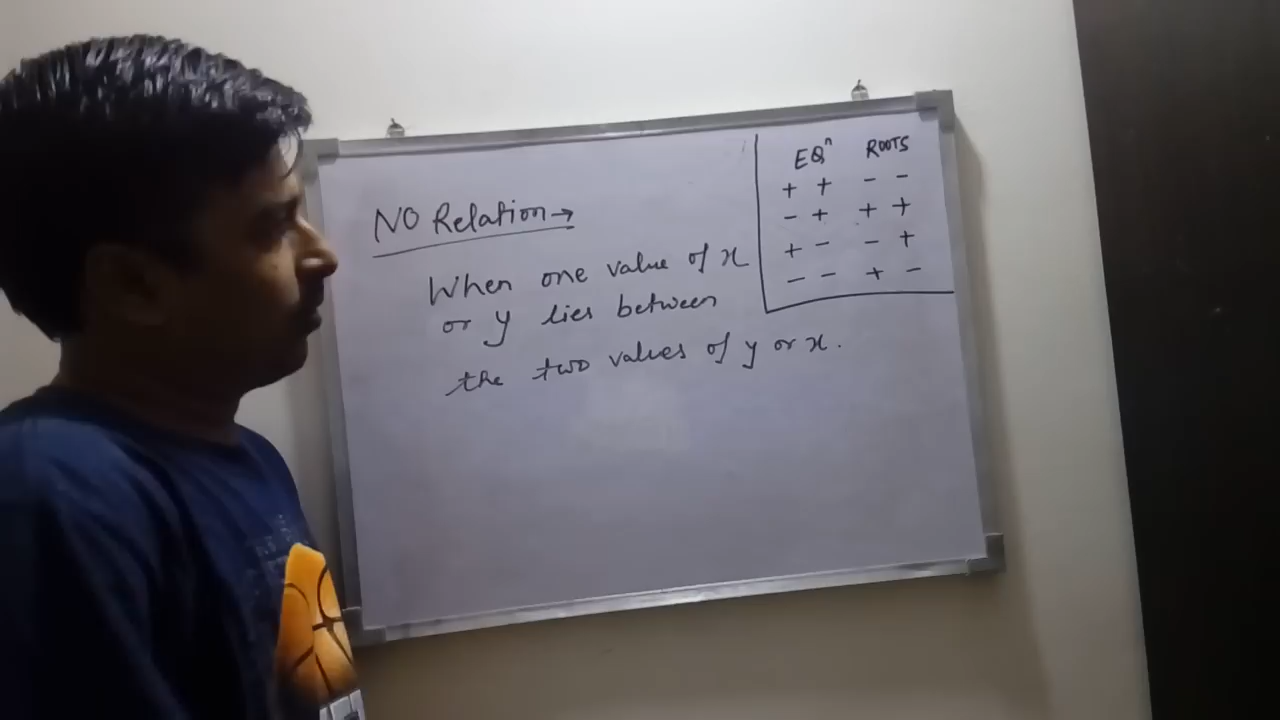 EQⁿ ROOTS
+ + - -
- + + +
+ - - +
- - + -
NO Relation→
When one value of x
or y lies between
the two values of y or x.